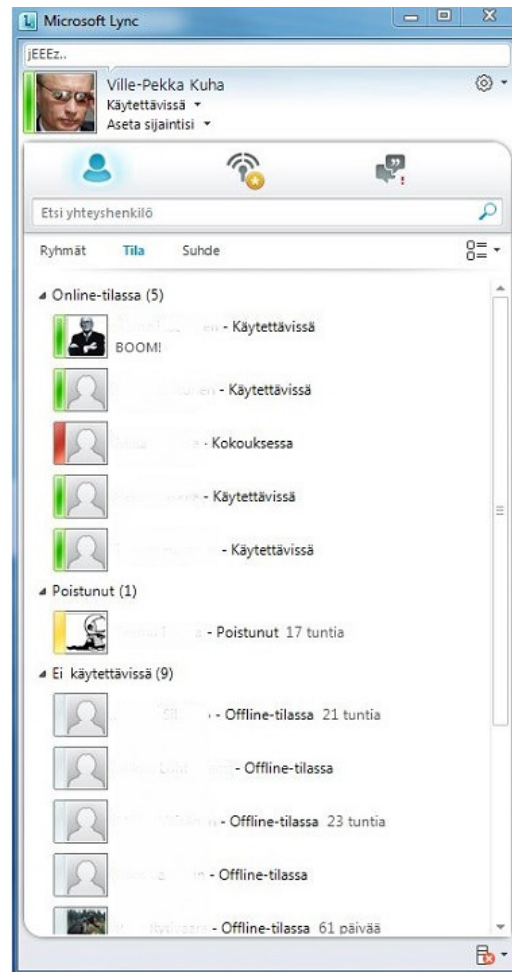 Microsoft Lync
jEEEz..
Ville-Pekka Kuha
Käytettävissä
Aseta sijaintisi
Etsi yhteyshenkilö
Ryhmät Tila Suhde
Online-tilassa (5)
- Käytettävissä
BOOM!
- Käytettävissä
- Kokouksessa
- Käytettävissä
- Käytettävissä
Poistunut (1)
- Poistunut 17 tuntia
Ei käytettävissä (9)
- Offline-tilassa 21 tuntia
- Offline-tilassa
- Offline-tilassa 23 tuntia
- Offline-tilassa
- Offline-tilassa 61 päivää